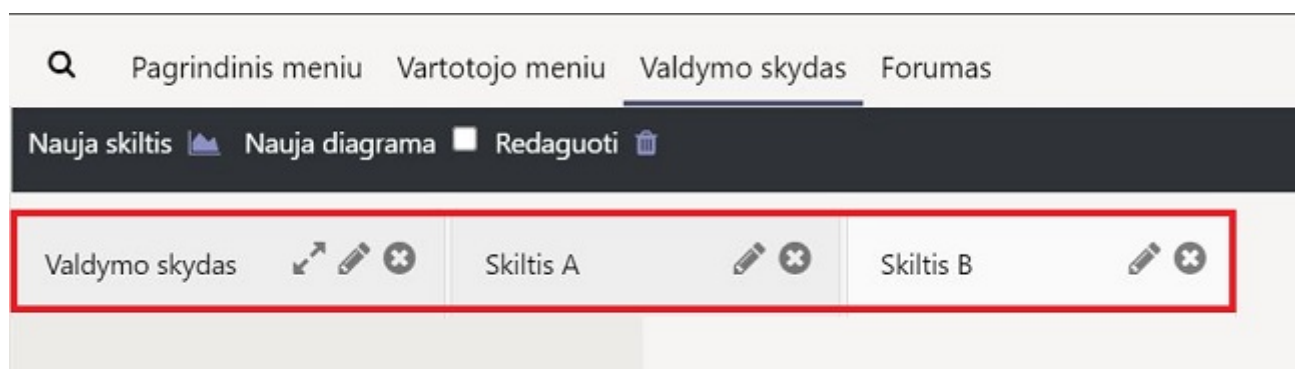 Pagrindinis meniu Vartotojo meniu Valdymo skydas Forumas
Nauja skiltis Nauja diagrama Redaguoti
Valdymo skydas Skiltis A Skiltis B